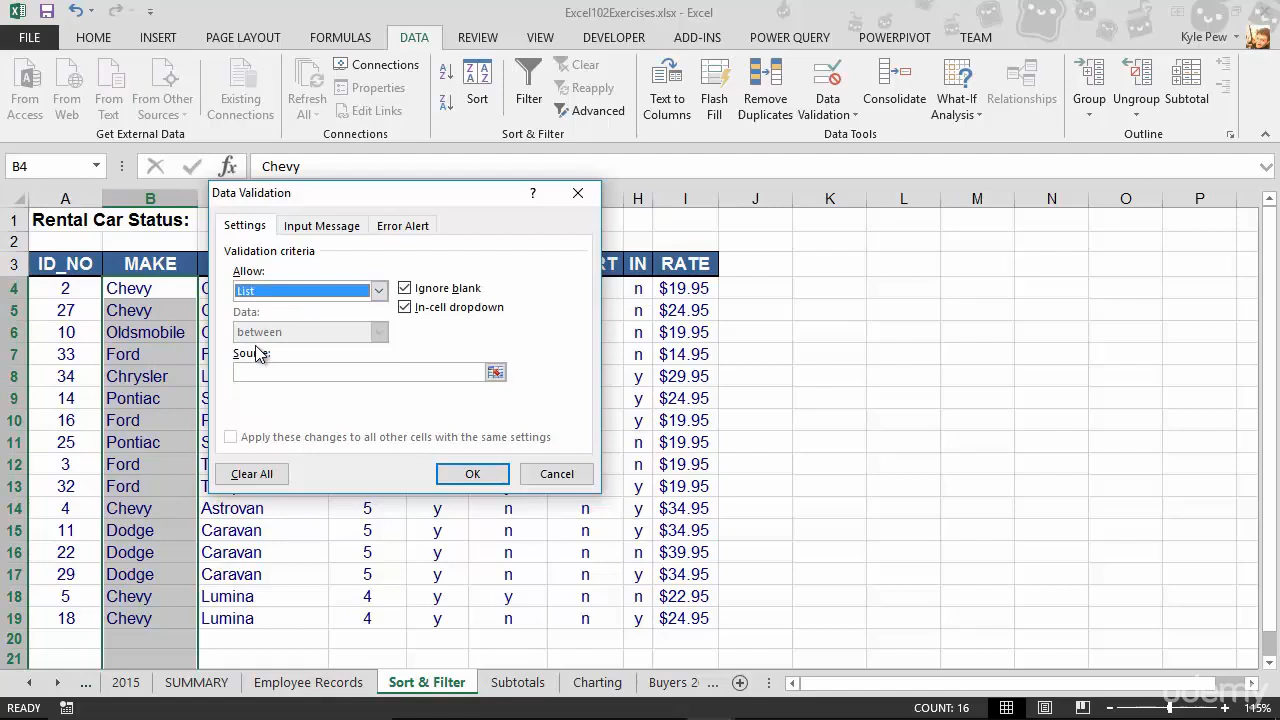 Excel102Exercises.xlsx - Excel
FILE HOME INSERT PAGE LAYOUT FORMULAS DATA REVIEW VIEW DEVELOPER ADD-INS POWER QUERY POWERPIVOT TEAM Kyle Pew
From Access
From Web
From Text
From Other Sources
Existing Connections
Get External Data
Refresh All
Connections
Properties
Edit Links
Connections
Sort
Filter
Clear
Reapply
Advanced
Sort & Filter
Text to Columns
Flash Fill
Remove Duplicates
Data Validation
Consolidate
What-If Analysis
Relationships
Data Tools
Group
Ungroup
Subtotal
Outline
B4 fx Chevy
A B H I J K L M N O P
1 Rental Car Status:
2
3 ID_NO MAKE RT IN RATE
4 2 Chevy n $19.95
5 27 Chevy n $24.95
6 10 Oldsmobile n $19.95
7 33 Ford n $14.95
8 34 Chrysler y $29.95
9 14 Pontiac y $24.95
10 16 Ford y $19.95
11 25 Pontiac n $19.95
12 3 Ford n $19.95
13 32 Ford y $19.95
14 4 Chevy Astrovan 5 y n n y $34.95
15 11 Dodge Caravan 5 y n n y $34.95
16 22 Dodge Caravan 5 y n n n $39.95
17 29 Dodge Caravan 5 y n n y $34.95
18 5 Chevy Lumina 4 y y n n $22.95
19 18 Chevy Lumina 4 y n n y $24.95
20
21
Data Validation ?
Settings Input Message Error Alert
Validation criteria
Allow:
List
Ignore blank
In-cell dropdown
Data:
between
Source:
Apply these changes to all other cells with the same settings
Clear All OK Cancel
... 2015 SUMMARY Employee Records Sort & Filter Subtotals Charting Buyers 2 ...
READY COUNT: 16 115%
udemy